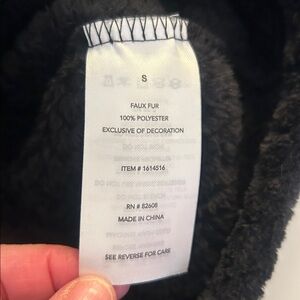 S
FAUX FUR
100% POLYESTER
EXCLUSIVE OF DECORATION
ITEM # 1614516
RN # 82608
MADE IN CHINA
SEE REVERSE FOR CARE